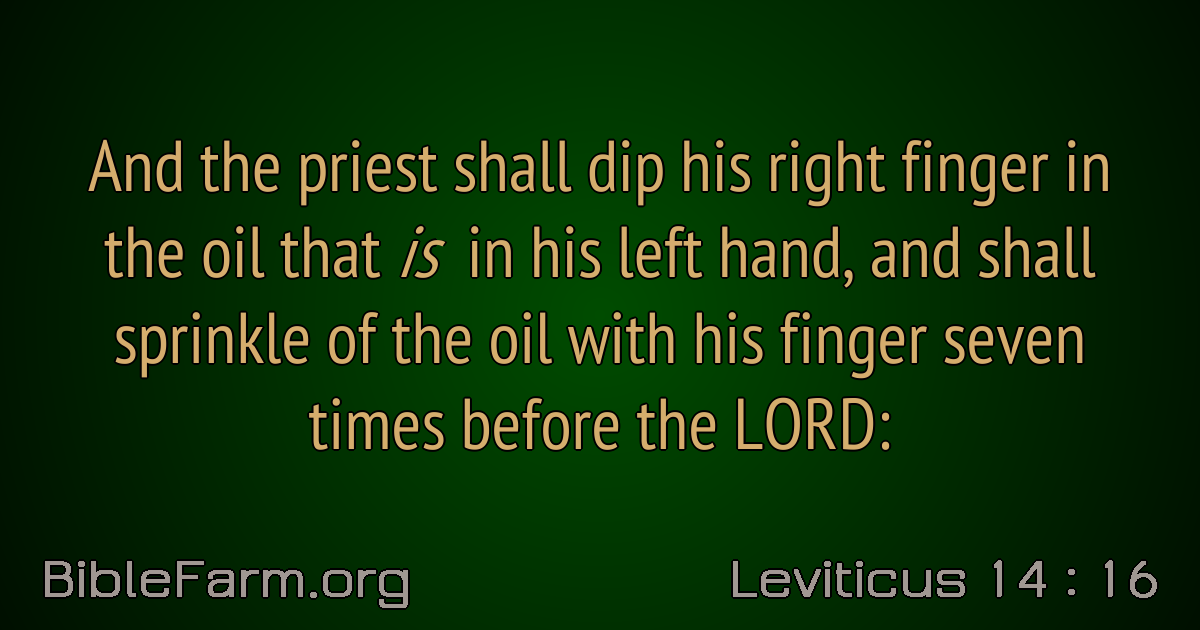 And the priest shall dip his right finger in
the oil that is in his left hand, and shall
sprinkle of the oil with his finger seven
times before the LORD:
BibleFarm.org
Leviticus 14 : 16